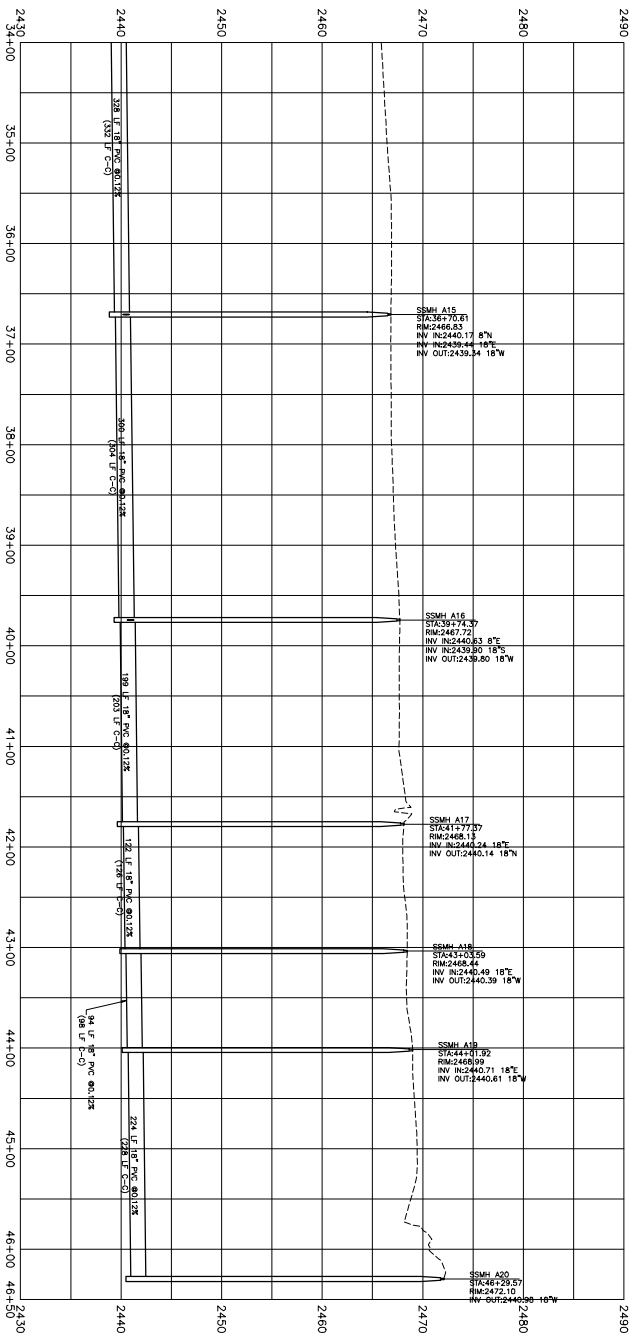 2430
2440
2450
2460
2470
2480
2490
34+00
35+00
36+00
37+00
38+00
39+00
40+00
41+00
42+00
43+00
44+00
45+00
46+00
46+50
2430
2440
2450
2460
2470
2480
2490
328 LF 18" PVC @0.12%
(332 LF C-C)
SSMH A15
STA:36+70.61
RIM:2466.83
INV IN:2440.17 8"N
INV IN:2439.44 18"E
INV OUT:2439.34 18"W
300 LF 18" PVC @0.12%
(304 LF C-C)
SSMH A16
STA:39+74.37
RIM:2467.72
INV IN:2440.63 8"E
INV IN:2439.90 18"S
INV OUT:2439.80 18"W
199 LF 18" PVC @0.12%
(203 LF C-C)
SSMH A17
STA:41+77.37
RIM:2468.13
INV IN:2440.24 18"E
INV OUT:2440.14 18"N
122 LF 18" PVC @0.12%
(126 LF C-C)
SSMH A18
STA:43+03.59
RIM:2468.44
INV IN:2440.49 18"E
INV OUT:2440.39 18"W
94 LF 18" PVC @0.12%
(98 LF C-C)
SSMH A19
STA:44+01.92
RIM:2468.99
INV IN:2440.71 18"E
INV OUT:2440.61 18"W
224 LF 18" PVC @0.12%
(228 LF C-C)
SSMH A20
STA:46+29.57
RIM:2472.10
INV OUT:2440.98 18"W